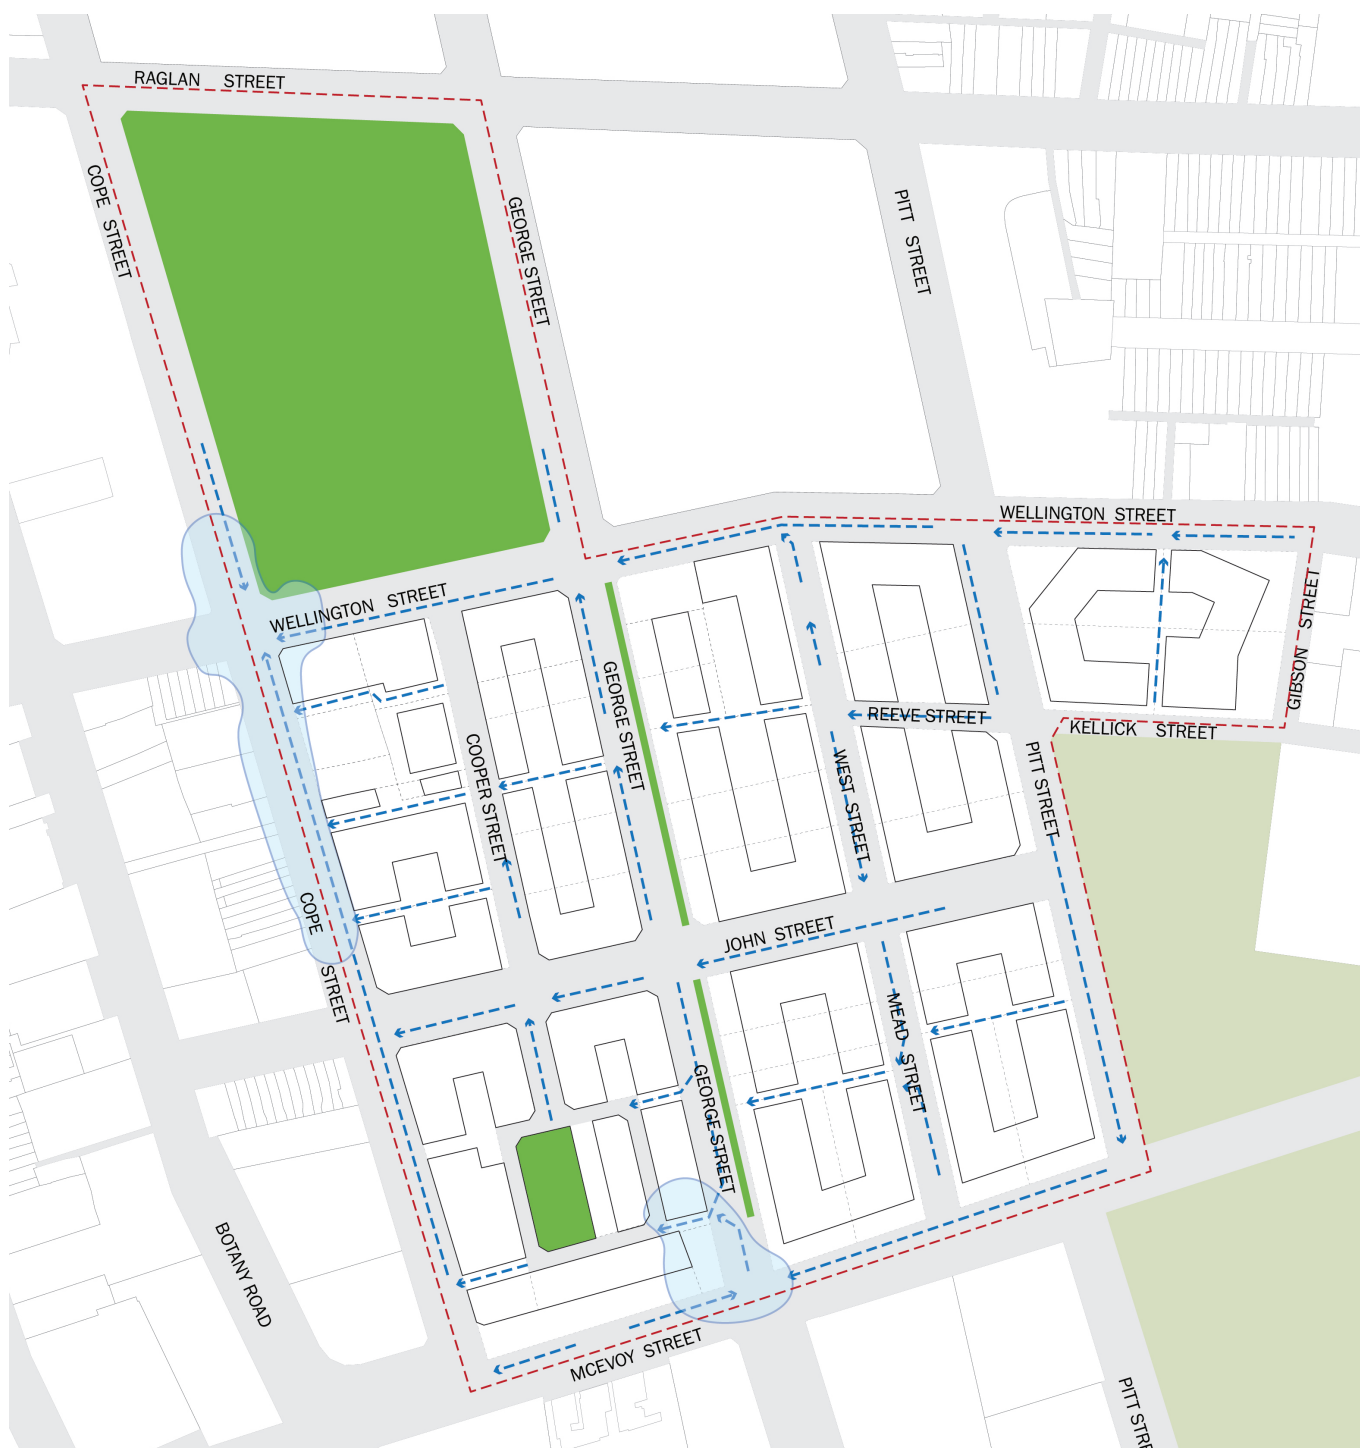 RAGLAN STREET
COPE STREET
GEORGE STREET
PITT STREET
WELLINGTON STREET
WELLINGTON STREET
GIBSON STREET
GEORGE STREET
REEVE STREET
KELLICK STREET
COOPER STREET
WEST STREET
PITT STREET
COPE STREET
JOHN STREET
MEAD STREET
GEORGE STREET
BOTANY ROAD
MCEVOY STREET
PITT STRE